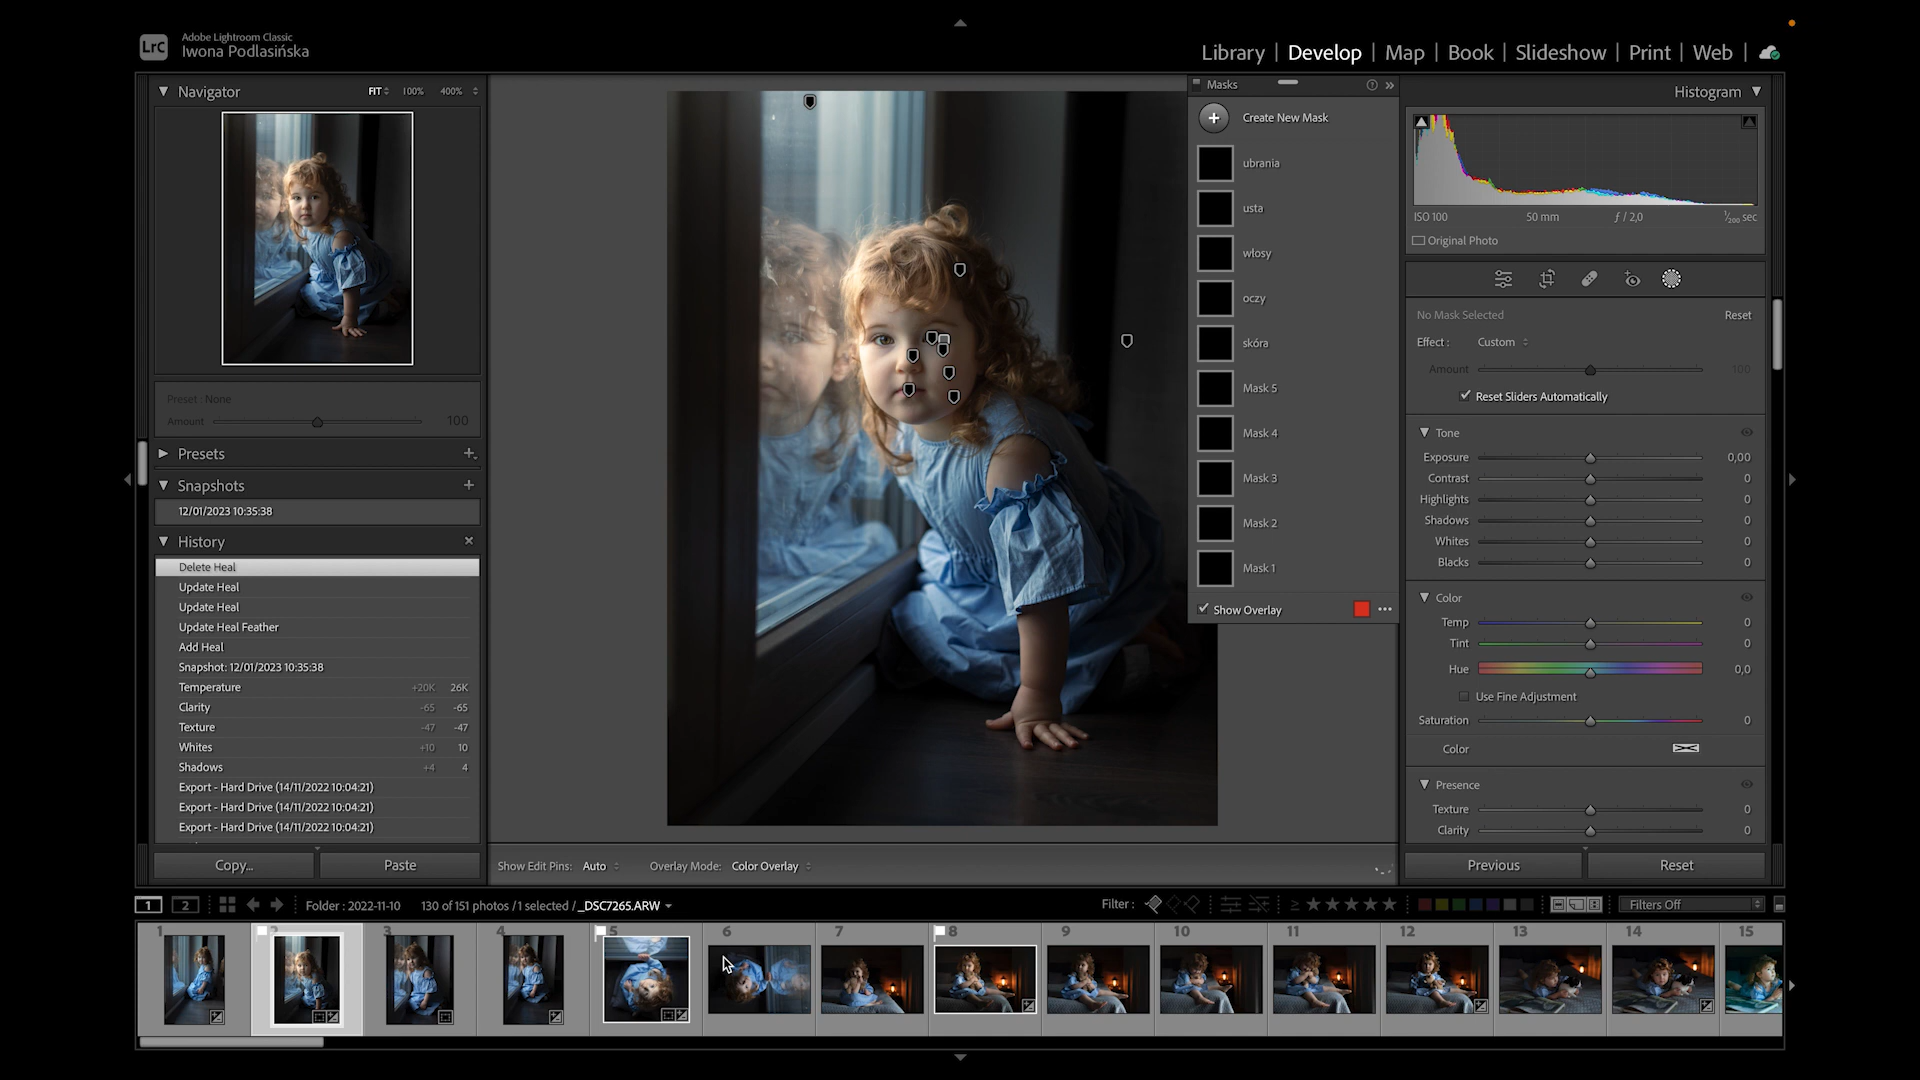 Adobe Lightroom Classic
LrC
Iwona Podlasińska
Library | Develop | Map | Book | Slideshow | Print | Web |
Navigator
FIT 100% 400%
Preset : None
Amount 100
Presets
Snapshots
12/01/2023 10:35:38
History
Delete Heal
Update Heal
Update Heal
Update Heal Feather
Add Heal
Snapshot: 12/01/2023 10:35:38
Temperature +20K 26K
Clarity -65 -65
Texture -47 -47
Whites +10 10
Shadows +4 4
Export - Hard Drive (14/11/2022 10:04:21)
Export - Hard Drive (14/11/2022 10:04:21)
Export - Hard Drive (14/11/2022 10:04:21)
Copy... Paste
Show Edit Pins: Auto Overlay Mode: Color Overlay
Masks
Create New Mask
ubrania
usta
włosy
oczy
skóra
Mask 5
Mask 4
Mask 3
Mask 2
Mask 1
Show Overlay
Histogram
ISO 100 50 mm ƒ / 2,0 1/200 sec
Original Photo
No Mask Selected Reset
Effect : Custom
Amount 100
Reset Sliders Automatically
Tone
Exposure 0,00
Contrast 0
Highlights 0
Shadows 0
Whites 0
Blacks 0
Color
Temp 0
Tint 0
Hue 0,0
Use Fine Adjustment
Saturation 0
Color
Presence
Texture 0
Clarity 0
Previous Reset
1 2 Folder : 2022-11-10 130 of 151 photos / 1 selected / _DSC7265.ARW
Filter : ≥ Filters Off
1 2 3 4 5 6 7 8 9 10 11 12 13 14 15